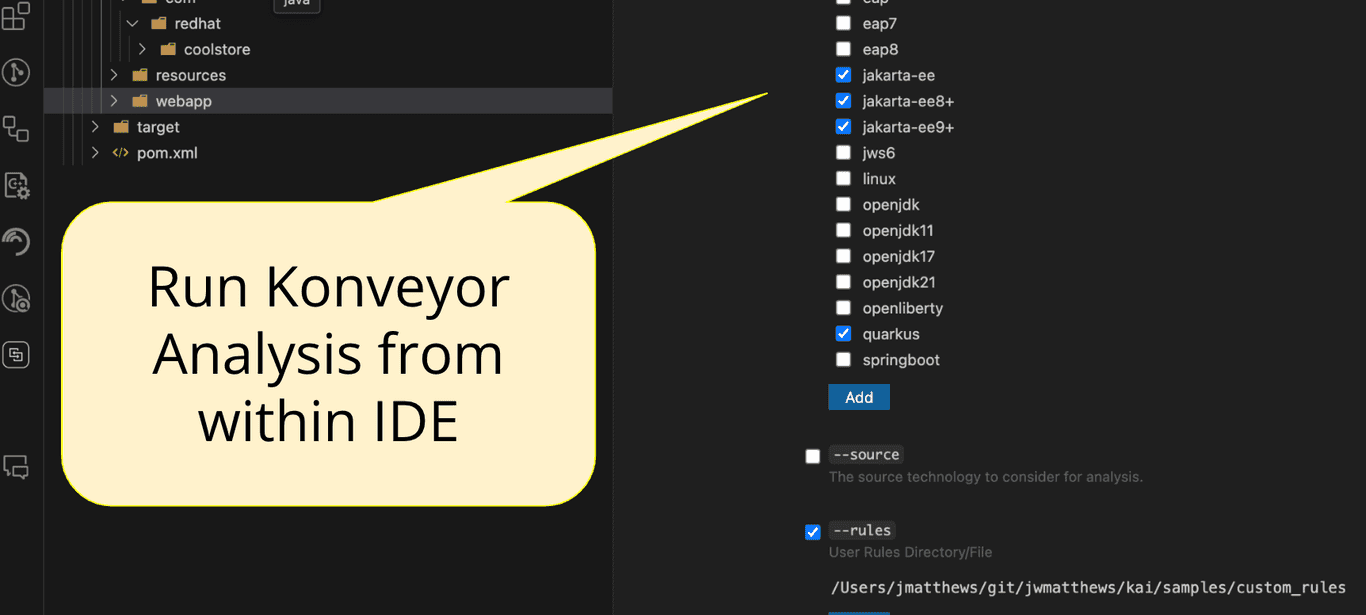 com
java
redhat
coolstore
resources
webapp
target
pom.xml
Run Konveyor
Analysis from
within IDE
eap
eap7
eap8
jakarta-ee
jakarta-ee8+
jakarta-ee9+
jws6
linux
openjdk
openjdk11
openjdk17
openjdk21
openliberty
quarkus
springboot
Add
--source
The source technology to consider for analysis.
--rules
User Rules Directory/File
/Users/jmatthews/git/jwmatthews/kai/samples/custom_rules